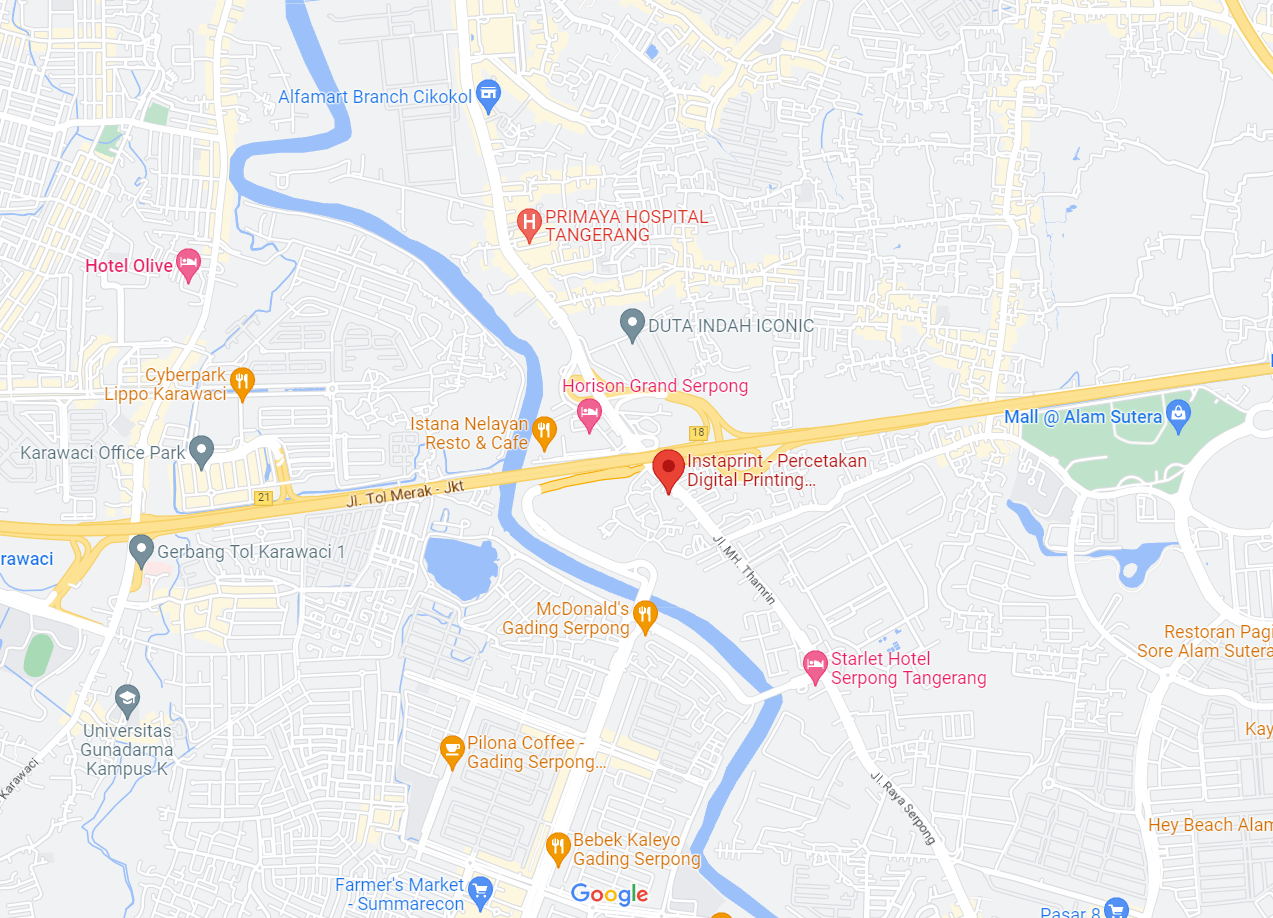 Alfamart Branch Cikokol
PRIMAYA HOSPITAL
TANGERANG
Hotel Olive
DUTA INDAH ICONIC
Cyberpark
Lippo Karawaci
Horison Grand Serpong
Mall @ Alam Sutera
Istana Nelayan
Resto & Cafe
18
Karawaci Office Park
Instaprint - Percetakan
Digital Printing...
21
Jl. Tol Merak - Jkt
rawaci
Gerbang Tol Karawaci 1
Jl. MH. Thamrin
McDonald's
Gading Serpong
Restoran Pagi
Sore Alam Sutera
Starlet Hotel
Serpong Tangerang
Universitas
Gunadarma
Kampus K
Karawaci
Kay
Pilona Coffee -
Gading Serpong...
Jl. Raya Serpong
Hey Beach Alam
Bebek Kaleyo
Gading Serpong
Farmer's Market
- Summarecon
Google
Pasar 8